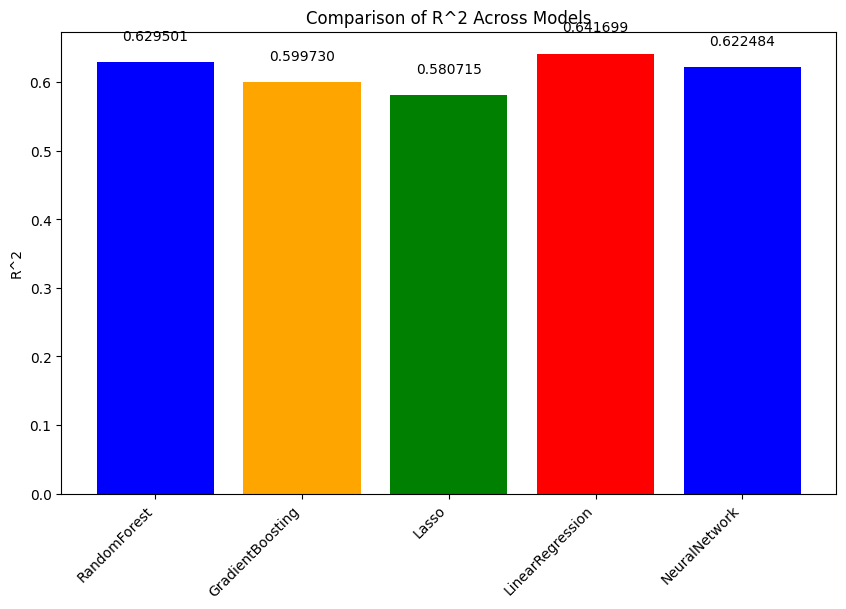 Comparison of R^2 Across Models
0.629501
0.599730
0.580715
0.641699
0.622484
R^2
0.6
0.5
0.4
0.3
0.2
0.1
0.0
RandomForest
GradientBoosting
Lasso
LinearRegression
NeuralNetwork